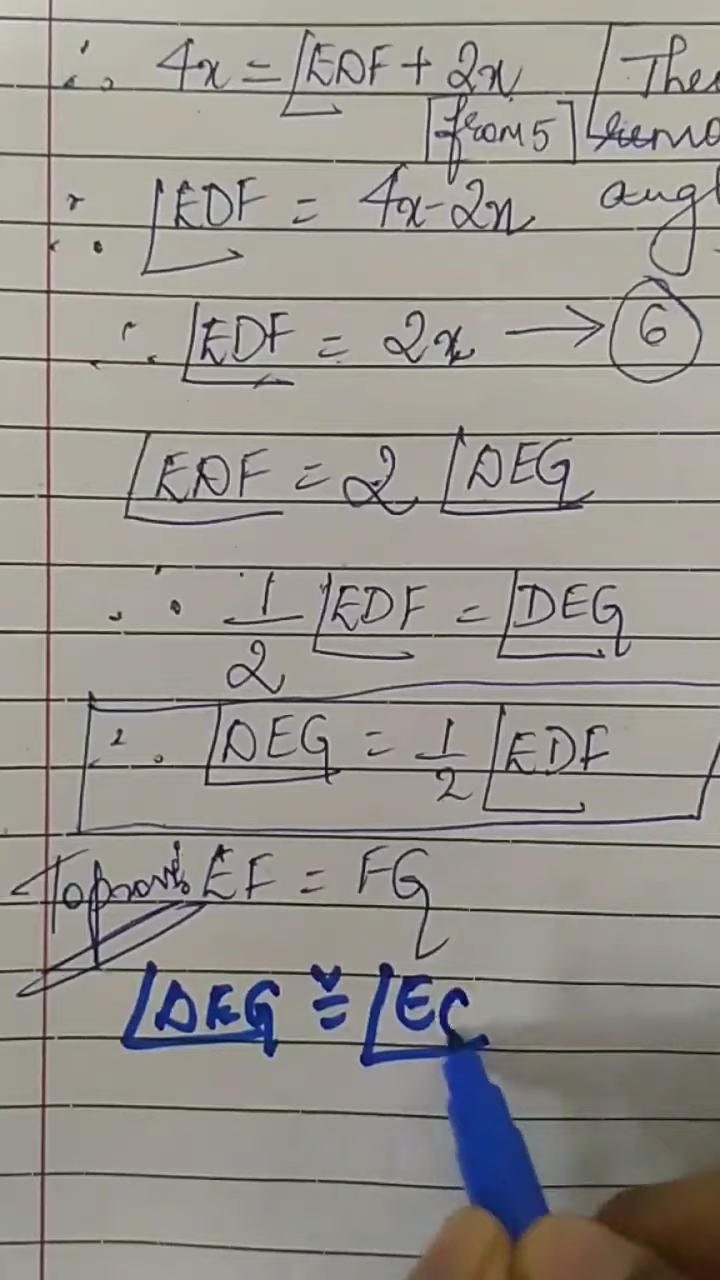 ∴ 4x = ∠EDF + 2x [from 5]
∴ ∠EDF = 4x-2x
∴ ∠EDF = 2x → 6
∠EDF = 2 ∠DEG
∴ 1/2 ∠EDF = ∠DEG
∴ ∠DEG = 1/2 ∠EDF
To prove: EF = FG
∠DEG ≅ ∠EG